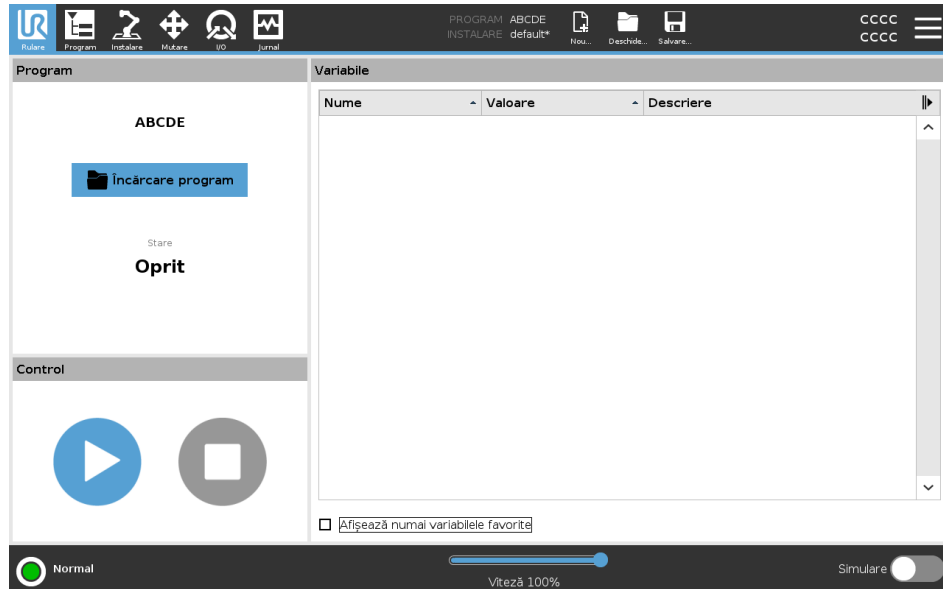 Rulare
Program
Instalare
Mutare
I/O
Jurnal
PROGRAM ABCDE
INSTALARE default*
Nou...
Deschide...
Salvare...
CCCC
CCCC
Program
ABCDE
Încărcare program
Stare
Oprit
Control
Variabile
Nume
Valoare
Descriere
Afișează numai variabilele favorite
Normal
Viteză 100%
Simulare